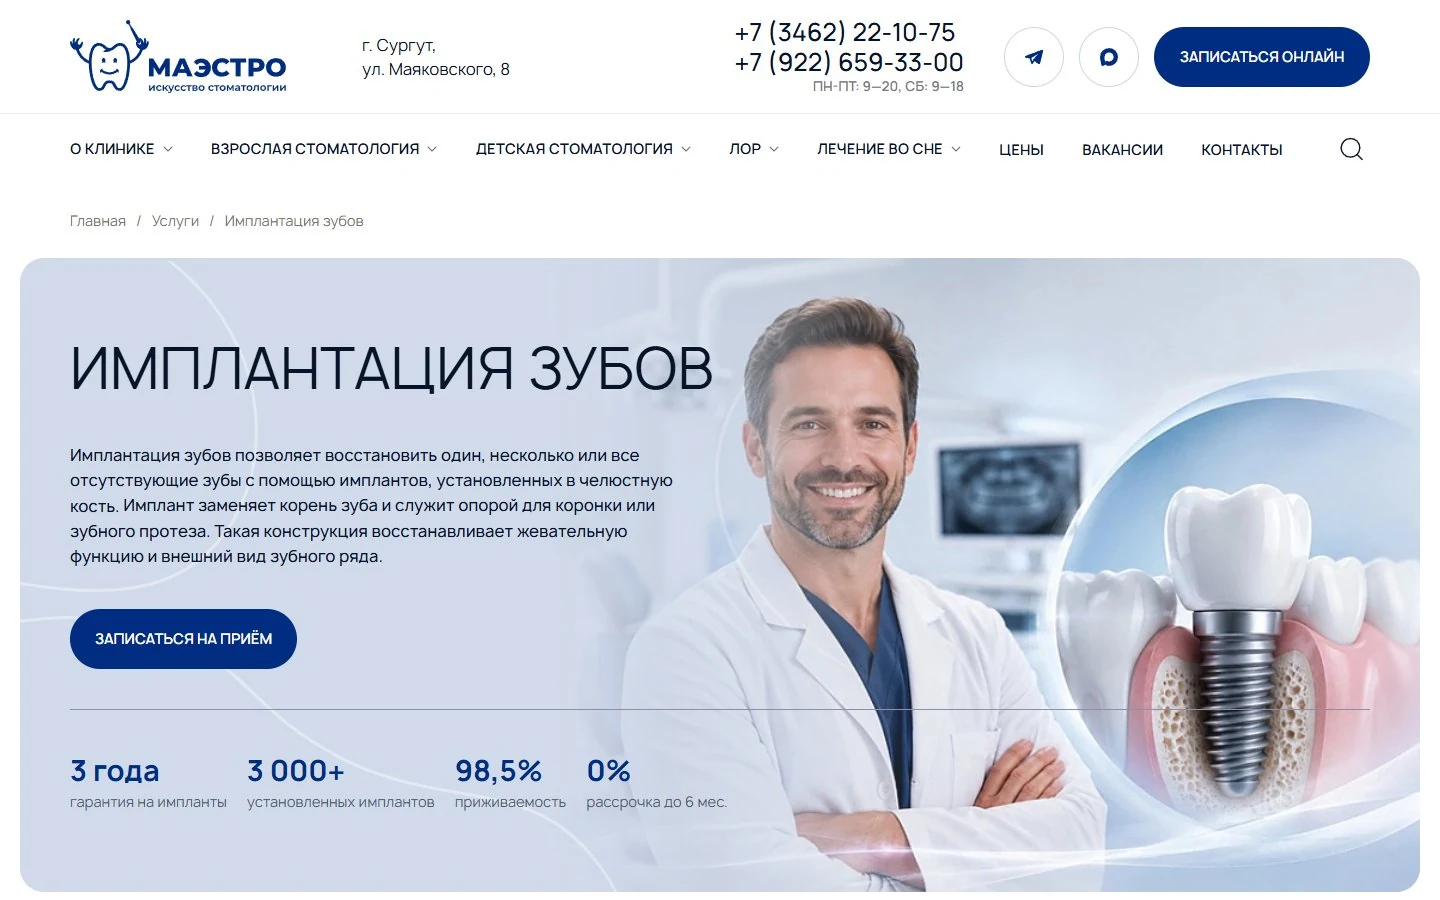 МАЭСТРО
искусство стоматологии
г. Сургут,
ул. Маяковского, 8
+7 (3462) 22-10-75
+7 (922) 659-33-00
ПН-ПТ: 9—20, СБ: 9—18
ЗАПИСАТЬСЯ ОНЛАЙН
О КЛИНИКЕ ВЗРОСЛАЯ СТОМАТОЛОГИЯ ДЕТСКАЯ СТОМАТОЛОГИЯ ЛОР ЛЕЧЕНИЕ ВО СНЕ ЦЕНЫ ВАКАНСИИ КОНТАКТЫ
Главная / Услуги / Имплантация зубов
ИМПЛАНТАЦИЯ ЗУБОВ
Имплантация зубов позволяет восстановить один, несколько или все
отсутствующие зубы с помощью имплантов, установленных в челюстную
кость. Имплант заменяет корень зуба и служит опорой для коронки или
зубного протеза. Такая конструкция восстанавливает жевательную
функцию и внешний вид зубного ряда.
ЗАПИСАТЬСЯ НА ПРИЁМ
3 года 3 000+ 98,5% 0%
гарантия на импланты установленных имплантов приживаемость рассрочка до 6 мес.